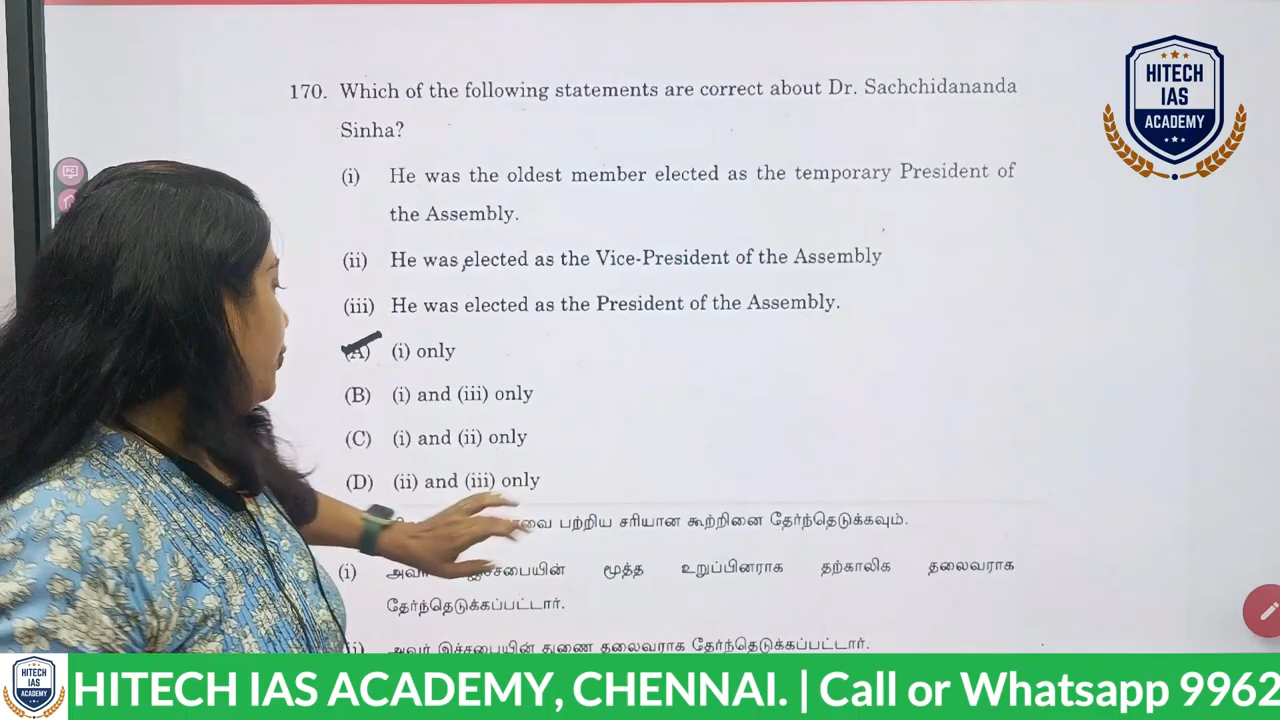 HITECH
IAS
ACADEMY
170. Which of the following statements are correct about Dr. Sachchidananda
Sinha?
(i) He was the oldest member elected as the temporary President of
the Assembly.
(ii) He was elected as the Vice-President of the Assembly
(iii) He was elected as the President of the Assembly.
(A) (i) only
(B) (i) and (iii) only
(C) (i) and (ii) only
(D) (ii) and (iii) only
பற்றிய சரியான கூற்றினை தேர்ந்தெடுக்கவும்.
(i) மூத்த உறுப்பினராக தற்காலிக தலைவராக
தேர்ந்தெடுக்கப்பட்டார்.
அவர் இச்சபையின் துணை தலைவராக தேர்ந்தெடுக்கப்பட்டார்.
HITECH
IAS
ACADEMY
HITECH IAS ACADEMY, CHENNAI. | Call or Whatsapp 9962